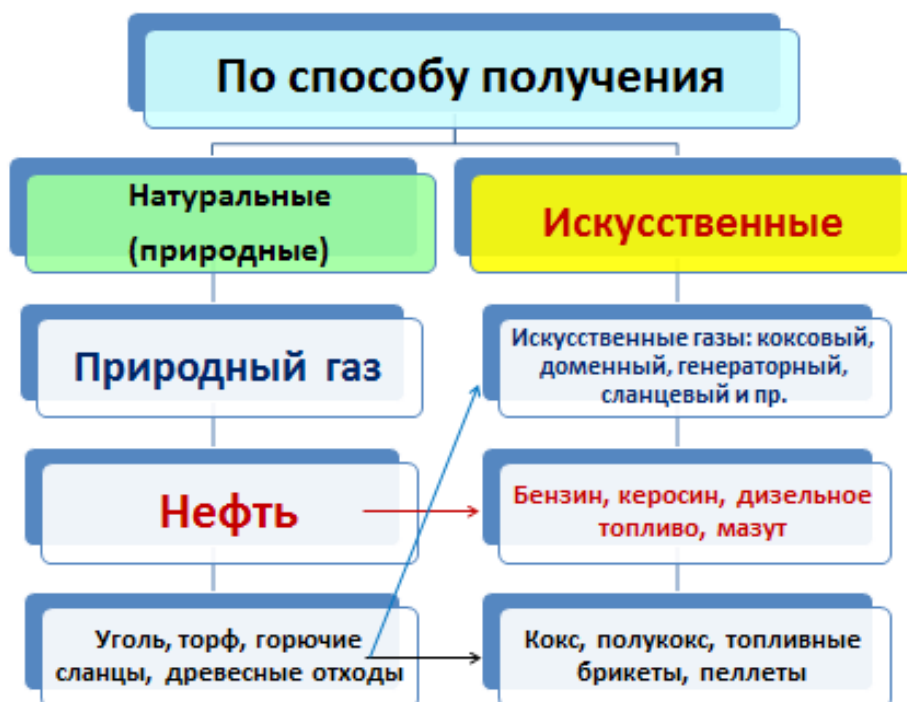 По способу получения
Натуральные
(природные)
Искусственные
Природный газ
Искусственные газы: коксовый,
доменный, генераторный,
сланцевый и пр.
Нефть
Бензин, керосин, дизельное
топливо, мазут
Уголь, торф, горючие
сланцы, древесные отходы
Кокс, полукокс, топливные
брикеты, пеллеты